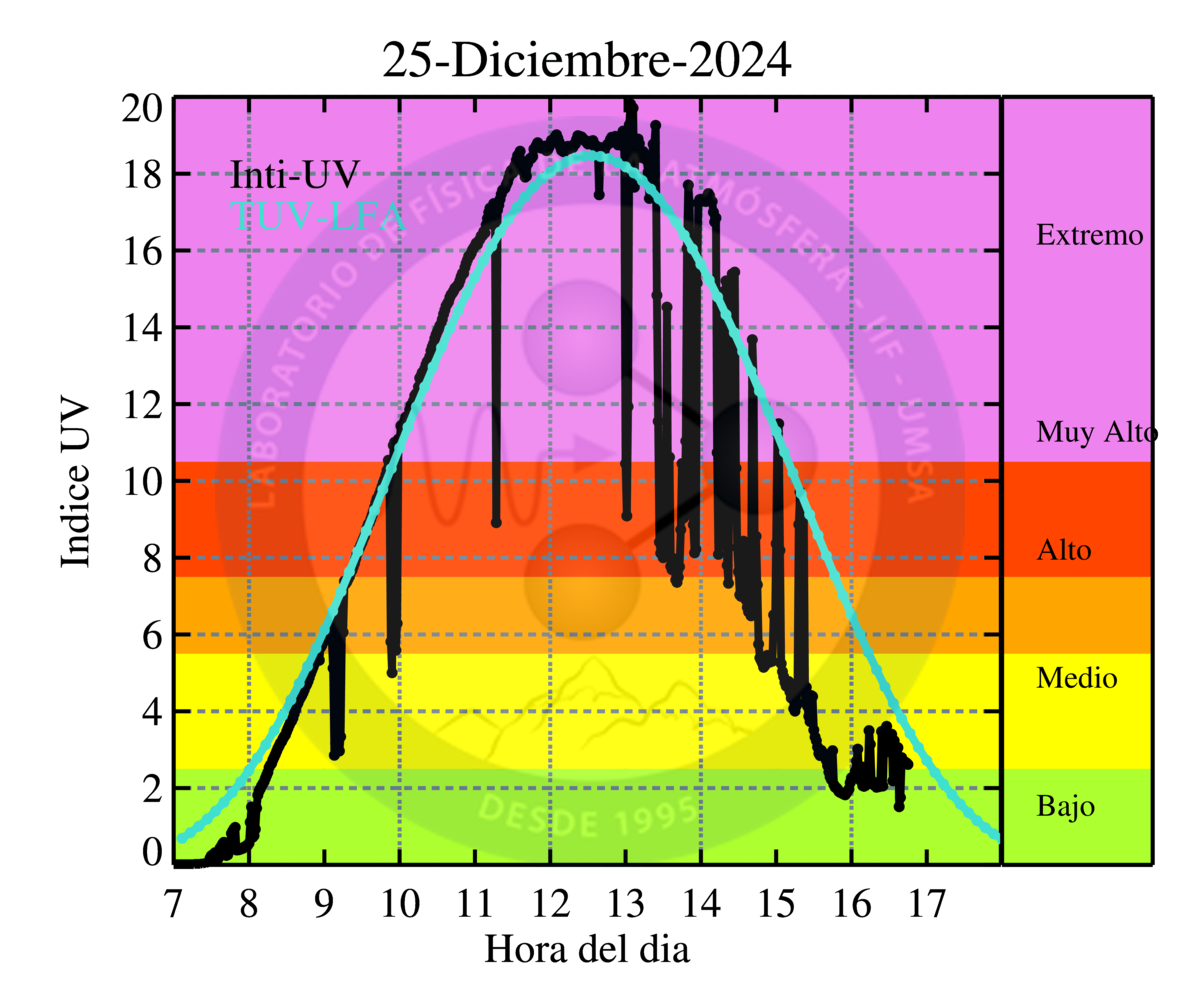 25-Diciembre-2024
Indice UV
20
18
16
14
12
10
8
6
4
2
0
Inti-UV
TUV-LFA
LABORATORIO DE FÍSICA DE LA ATMÓSFERA - IIF - UMSA
DESDE 1995
Extremo
Muy Alto
Alto
Medio
Bajo
7 8 9 10 11 12 13 14 15 16 17
Hora del dia